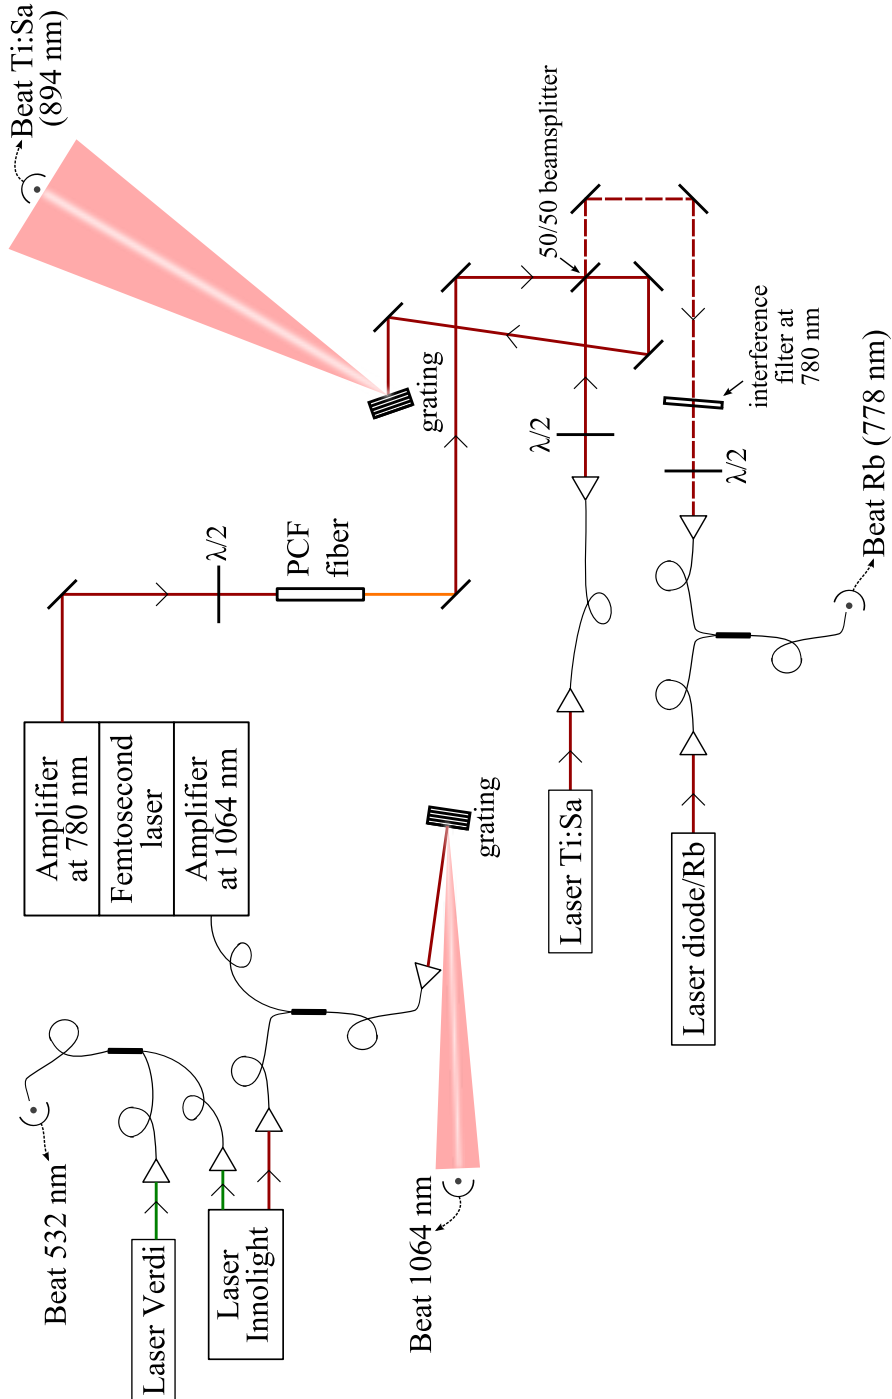 Beat Ti:Sa
(894 nm)
50/50 beamsplitter
grating
λ/2
PCF
fiber
λ/2
interference
filter at
780 nm
λ/2
Beat Rb (778 nm)
Amplifier
at 780 nm
Femtosecond
laser
Amplifier
at 1064 nm
grating
Laser Ti:Sa
Laser diode/Rb
Beat 532 nm
Laser Verdi
Laser
Innolight
Beat 1064 nm